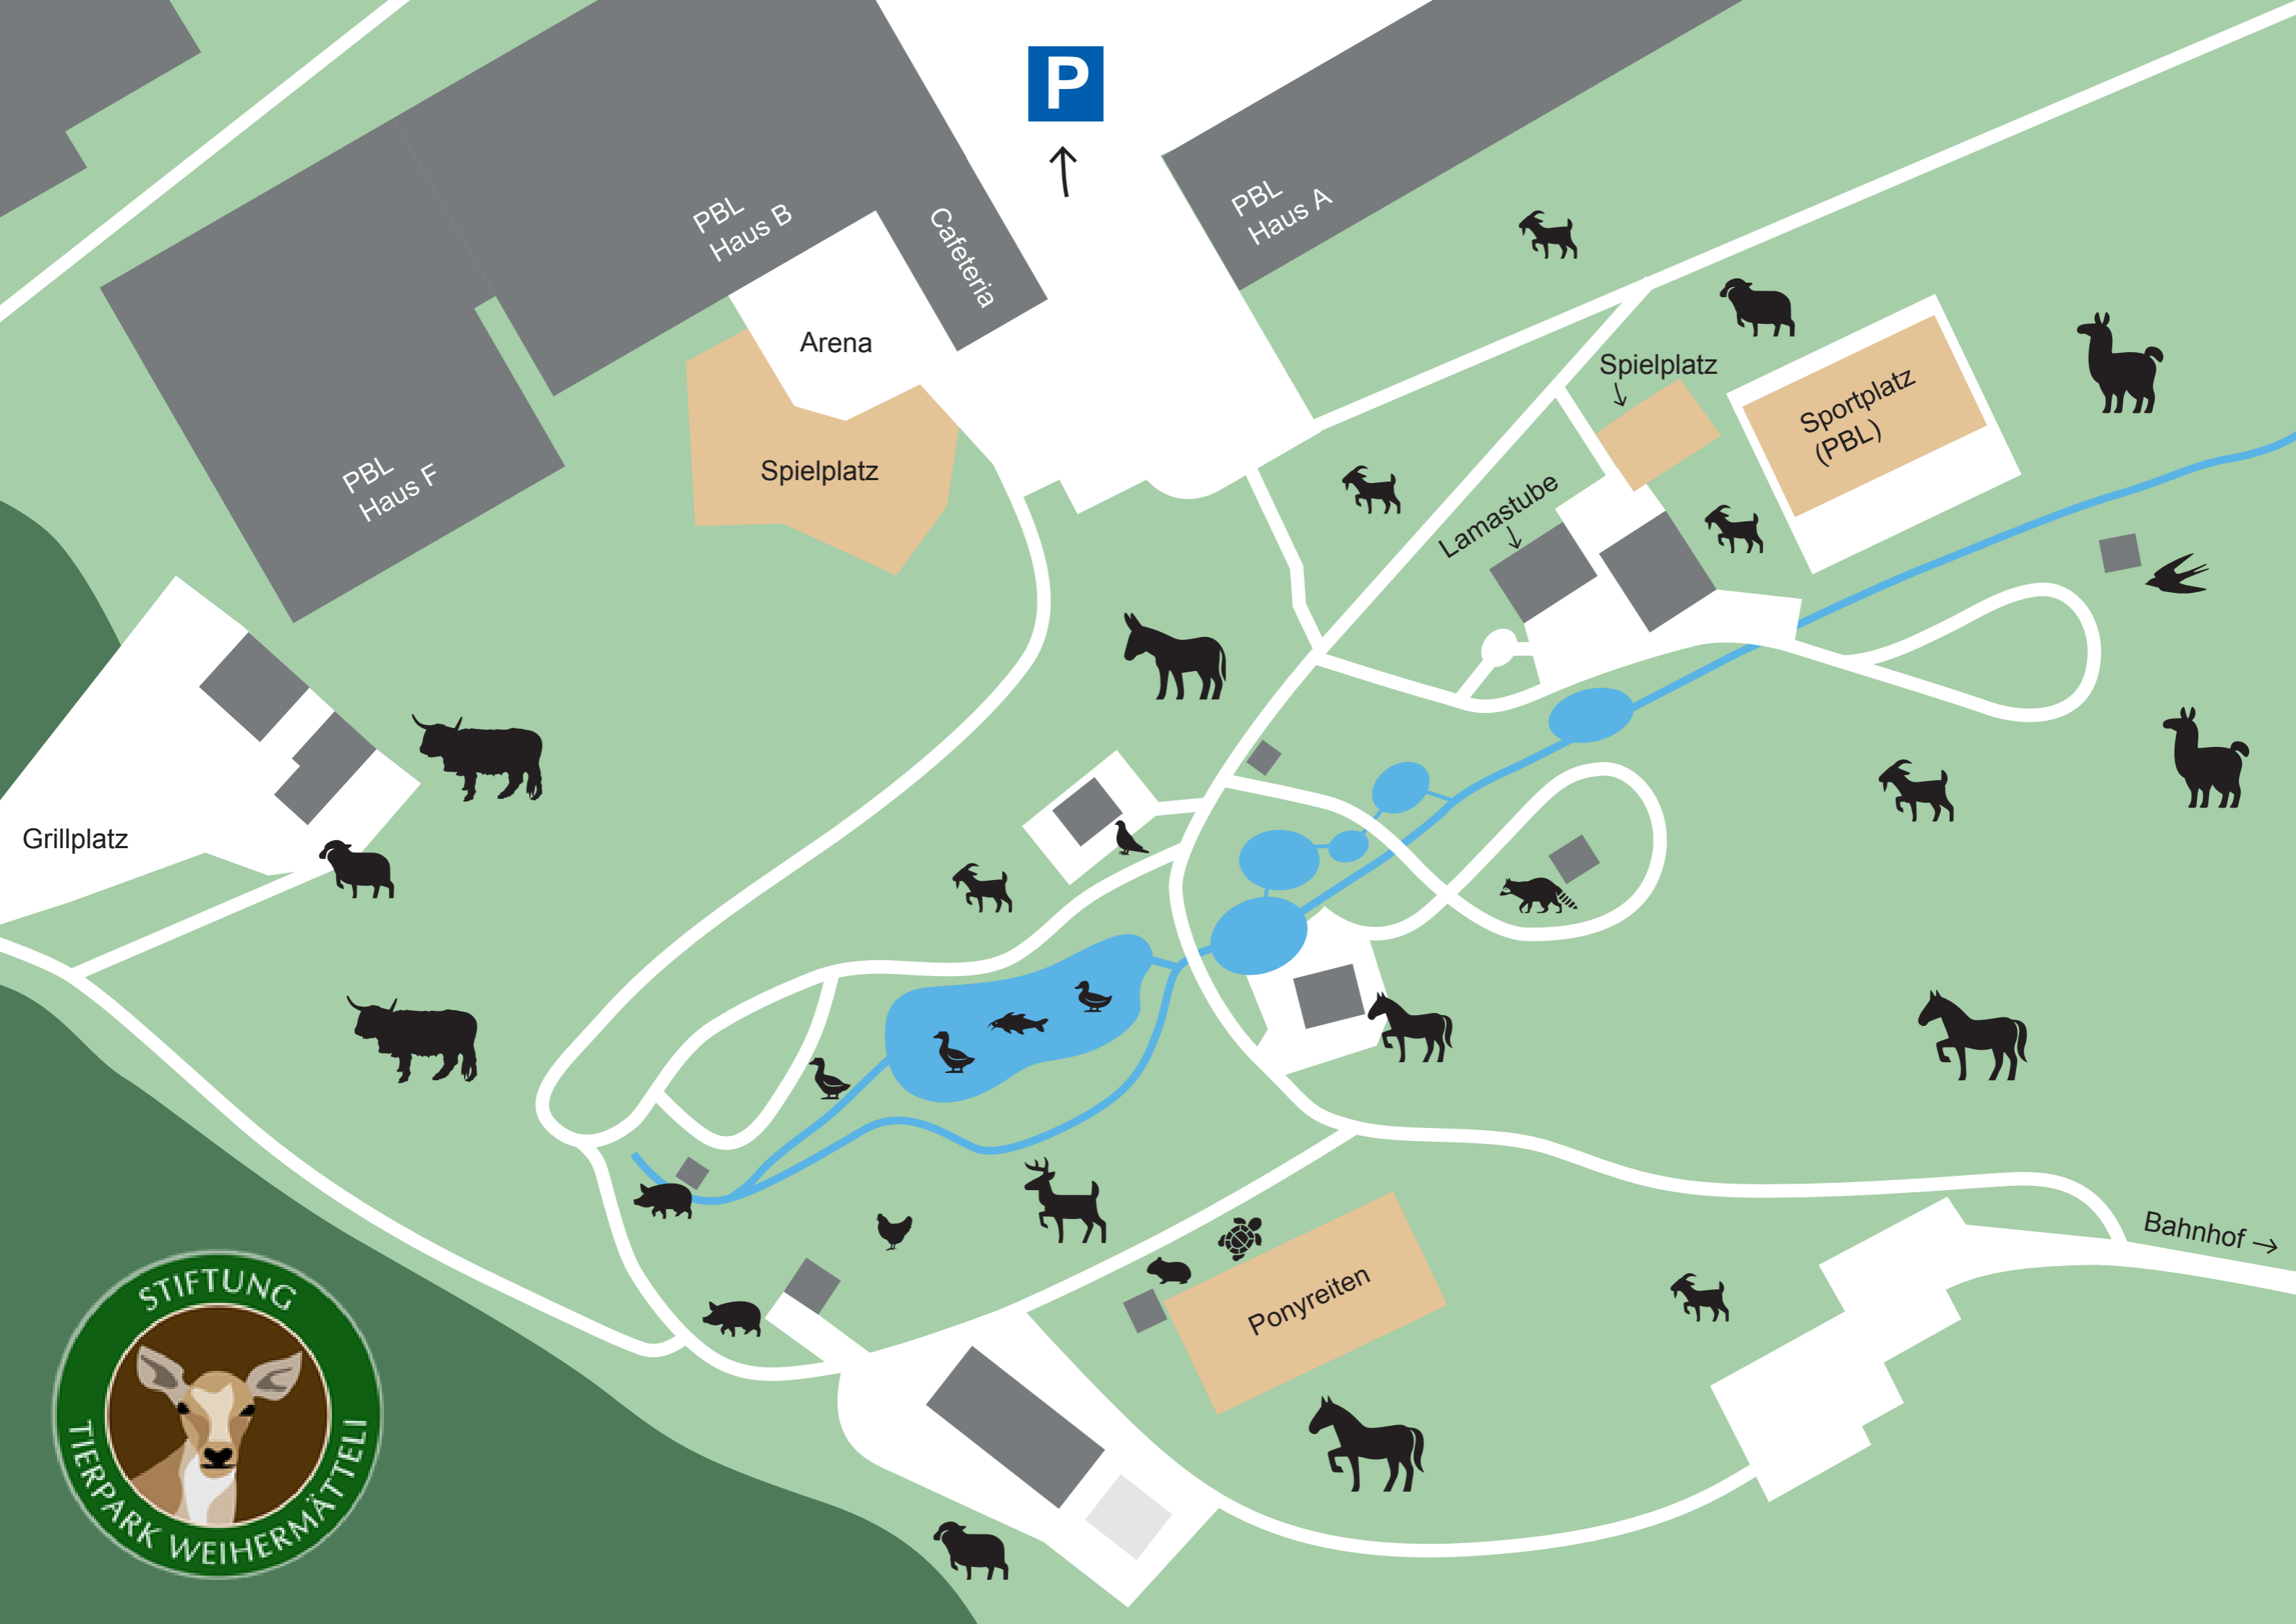 P
PBL
Haus B
Cafeteria
PBL
Haus A
Arena
Spielplatz
PBL
Haus F
Spielplatz
Sportplatz
(PBL)
Lamastube
Grillplatz
Bahnhof
Ponyreiten
STIFTUNG
TIERPARK WEIHERMÄTTELI